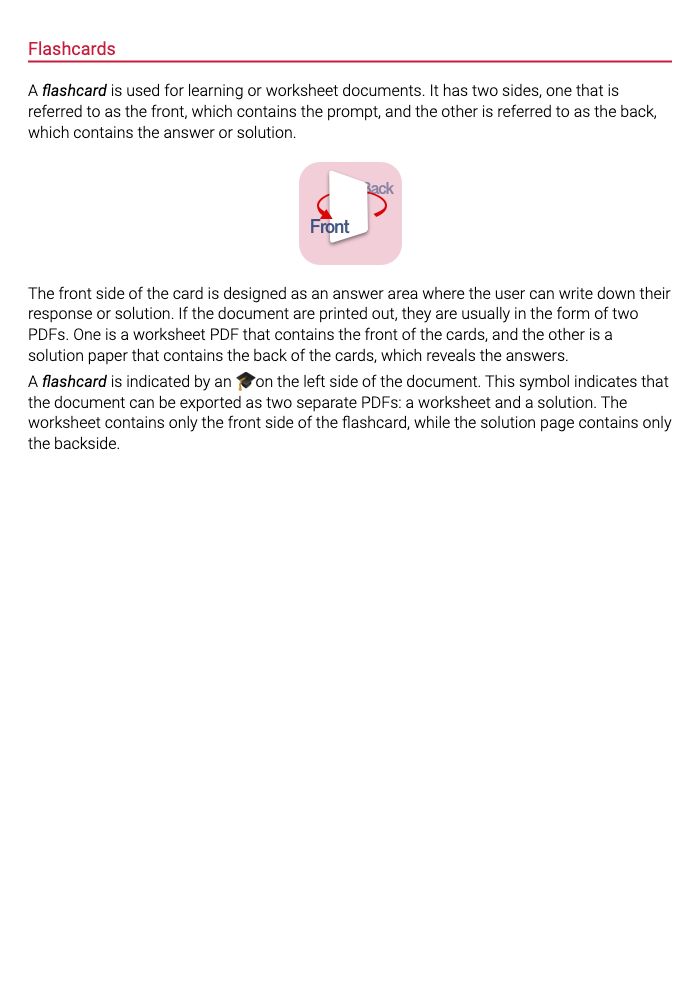 Flashcards
A flashcard is used for learning or worksheet documents. It has two sides, one that is
referred to as the front, which contains the prompt, and the other is referred to as the back,
which contains the answer or solution.
Back
Front
The front side of the card is designed as an answer area where the user can write down their
response or solution. If the document are printed out, they are usually in the form of two
PDFs. One is a worksheet PDF that contains the front of the cards, and the other is a
solution paper that contains the back of the cards, which reveals the answers.
A flashcard is indicated by an 🎓on the left side of the document. This symbol indicates that
the document can be exported as two separate PDFs: a worksheet and a solution. The
worksheet contains only the front side of the flashcard, while the solution page contains only
the backside.